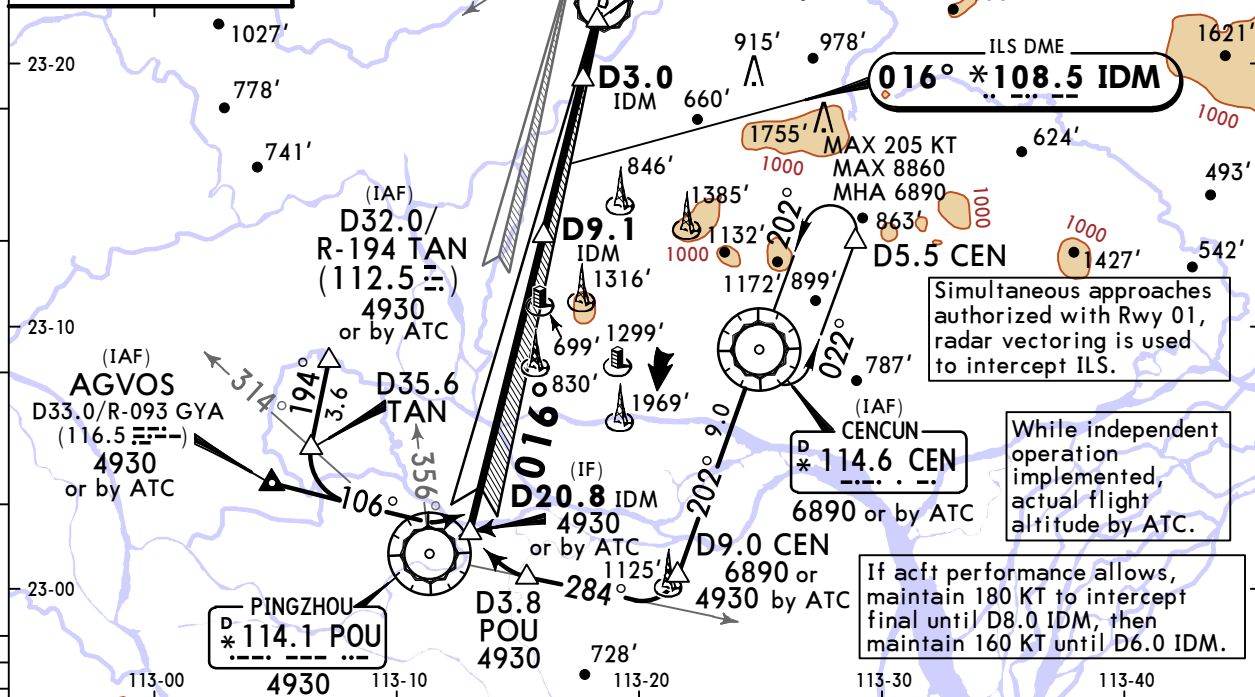 1027'
23-20
778'
741'
915'
978'
1621'
ILS DME
016° *108.5 IDM
D3.0
IDM
660'
1755'
1000
1000
624'
493'
MAX 205 KT
MAX 8860
MHA 6890
846'
1385'
1000
202°
863'
(IAF)
D32.0/
R-194 TAN
(112.5)
4930
or by ATC
D9.1
IDM
1132'
1000
D5.5 CEN
1000
1427'
542'
1316'
1172'
899'
Simultaneous approaches
authorized with Rwy 01,
radar vectoring is used
to intercept ILS.
23-10
699'
1299'
022°
787'
830'
1969'
(IAF)
AGVOS
D33.0/R-093 GYA
(116.5)
4930
or by ATC
314°
194°
3.6
D35.6
TAN
356°
016°
9.0
202°
(IAF)
CENCUN
D
* 114.6 CEN
6890 or by ATC
While independent
operation
implemented,
actual flight
altitude by ATC.
106°
(IF)
D20.8 IDM
4930
or by ATC
D9.0 CEN
6890 or
4930 by ATC
1125'
284°
23-00
D3.8
POU
4930
PINGZHOU
D
* 114.1 POU
4930
If acft performance allows,
maintain 180 KT to intercept
final until D8.0 IDM, then
maintain 160 KT until D6.0 IDM.
728'
113-00
113-10
113-20
113-30
113-40